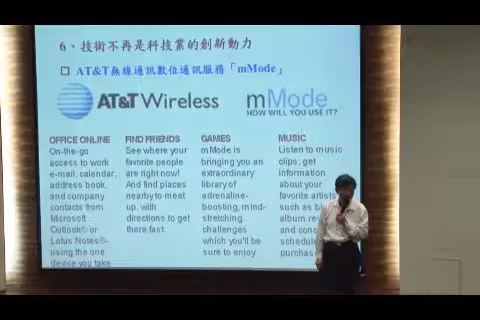 6、技術不再是科技業的創新動力
□ AT&T無線通訊數位通訊服務「mMode」
AT&T Wireless
mMode
HOW WILL YOU USE IT?
OFFICE ONLINE
On-the-go
access to work
e-mail, calendar,
address book,
and company
contacts from
Microsoft
Outlook® or
Lotus Notes®-
using the one
device you take
FIND FRIENDS
See where your
favorite people
are right now!
And find places
nearby to meet
up, with
directions to get
there fast.
GAMES
mMode is
bringing you an
extraordinary
library of
adrenaline-
boosting, mind-
stretching
challenges
which you'll be
sure to enjoy
MUSIC
Listen to music
clips, get
information
about your
favorite artists
such as
album
and